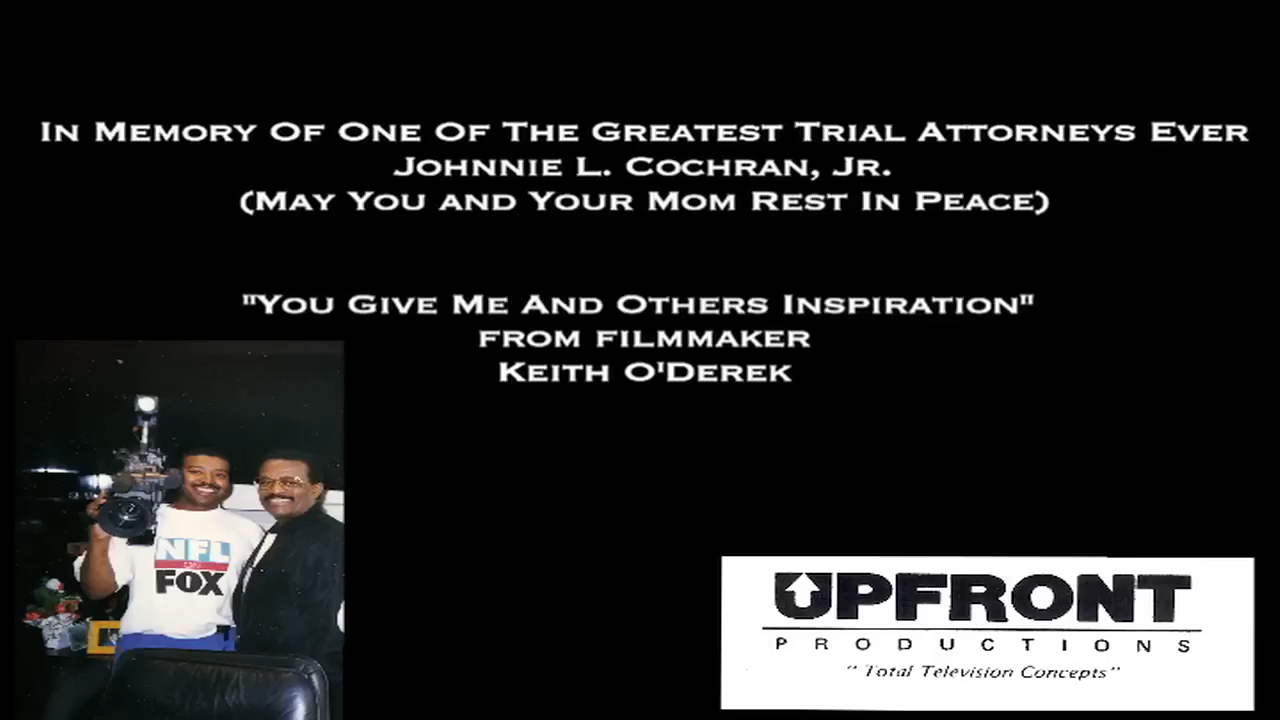 In Memory Of One Of The Greatest Trial Attorneys Ever
Johnnie L. Cochran, Jr.
(May You and Your Mom Rest In Peace)
"You Give Me And Others Inspiration"
from filmmaker
Keith O'Derek
NFL
ON
FOX
UPFRONT
PRODUCTIONS
"Total Television Concepts"